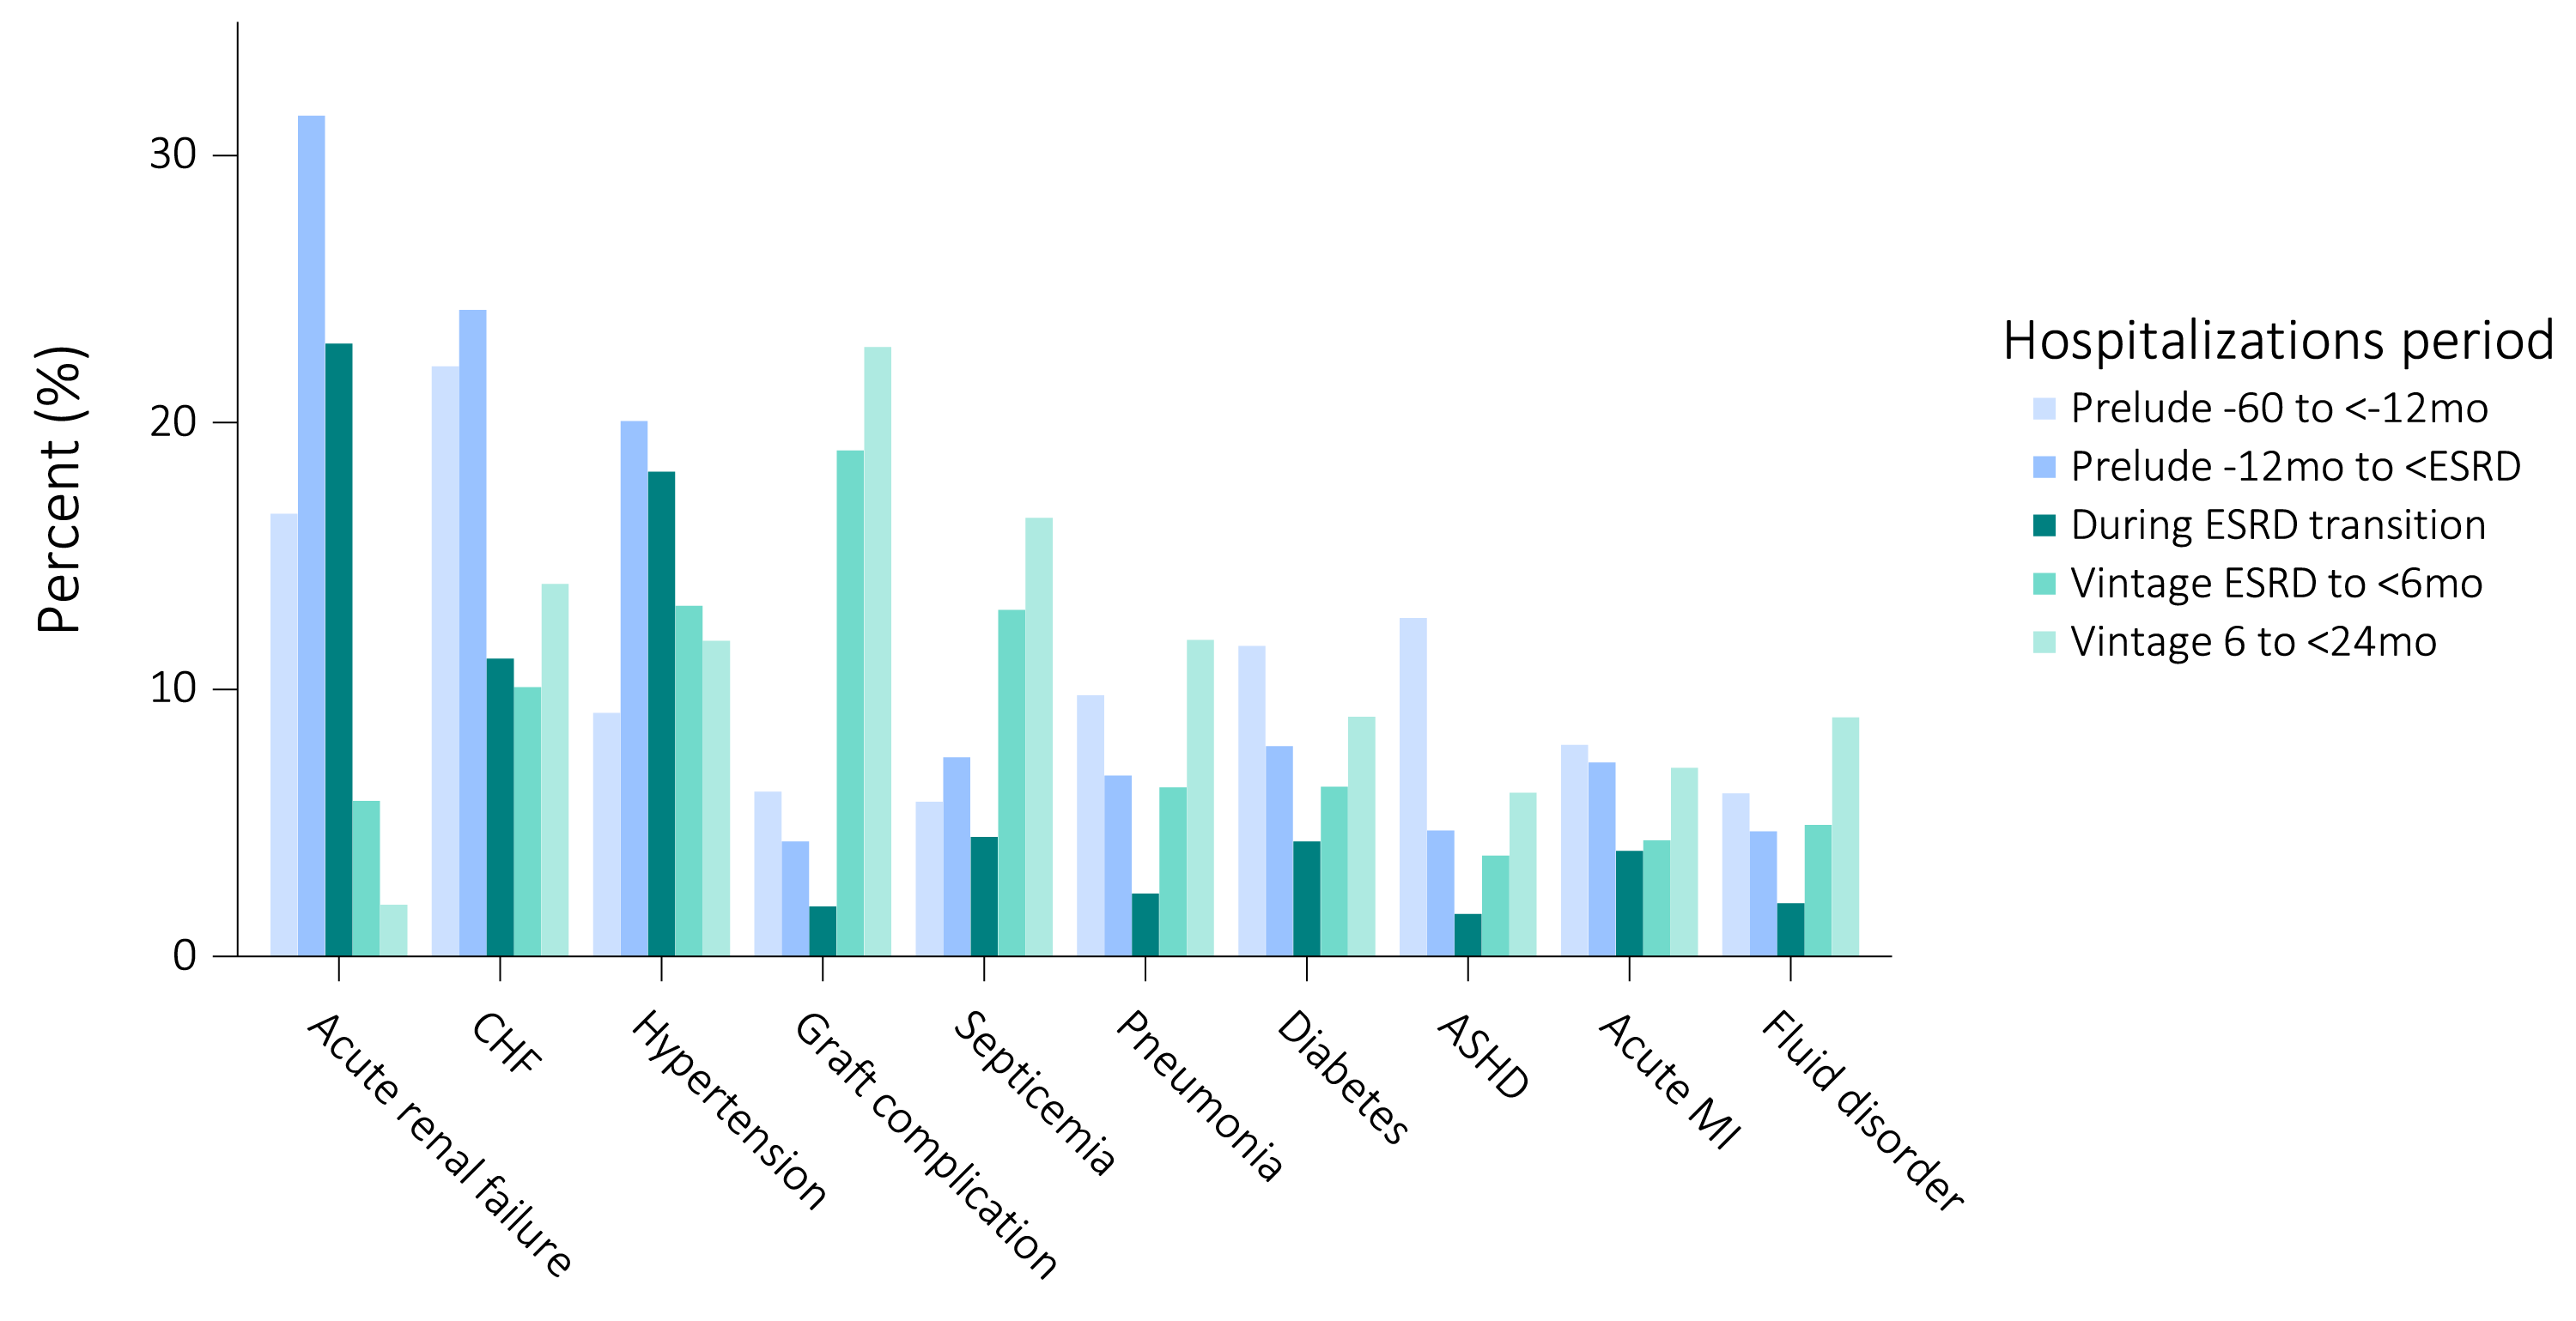 Percent (%)
30
20
10
0
Acute renal failure
CHF
Hypertension
Graft complication
Septicemia
Pneumonia
Diabetes
ASHD
Acute MI
Fluid disorder
Hospitalizations period
Prelude -60 to <-12mo
Prelude -12mo to <ESRD
During ESRD transition
Vintage ESRD to <6mo
Vintage 6 to <24mo